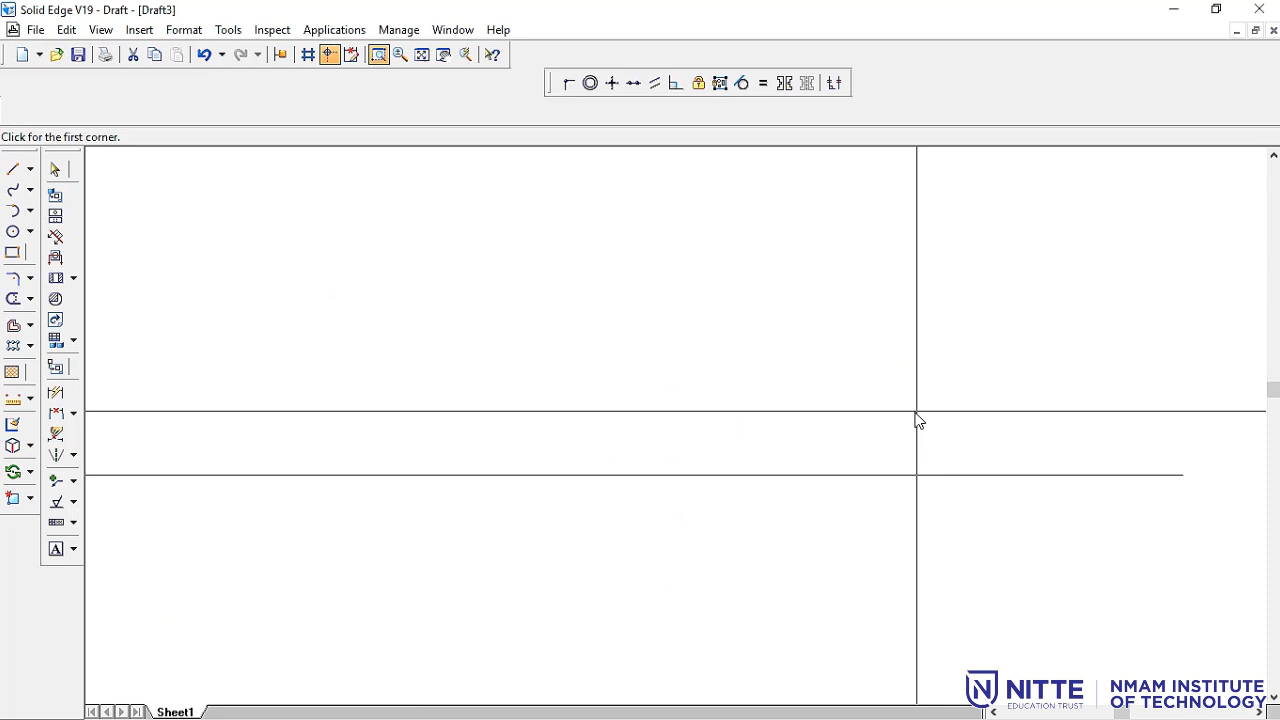 Solid Edge V19 - Draft - [Draft3]
File Edit View Insert Format Tools Inspect Applications Manage Window Help
Click for the first corner.
A
Sheet1
NITTE
EDUCATION TRUST
NMAM INSTITUTE
OF TECHNOLOGY